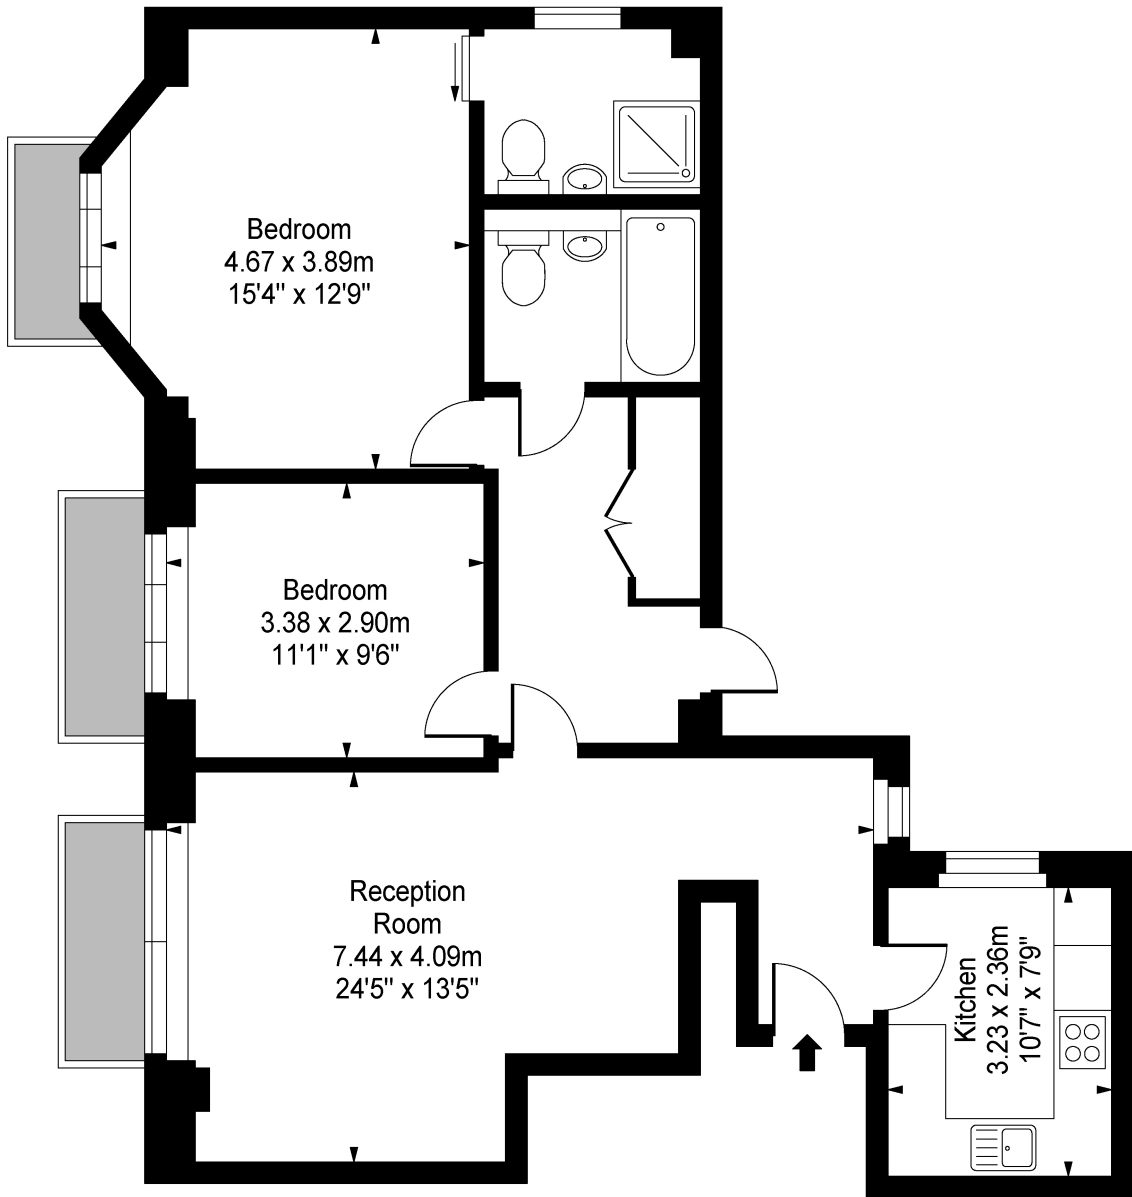 Bedroom
4.67 x 3.89m
15'4" x 12'9"
Bedroom
3.38 x 2.90m
11'1" x 9'6"
Reception
Room
7.44 x 4.09m
24'5" x 13'5"
Kitchen
3.23 x 2.36m
10'7" x 7'9"